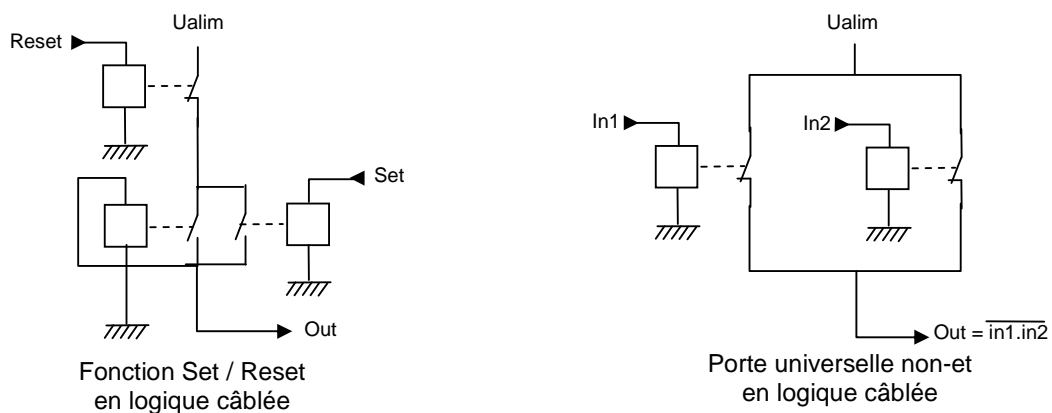 Ualim
Reset
Set
Out
Fonction Set / Reset
en logique câblée
Ualim
In1
In2
Out = in1.in2
Porte universelle non-et
en logique câblée